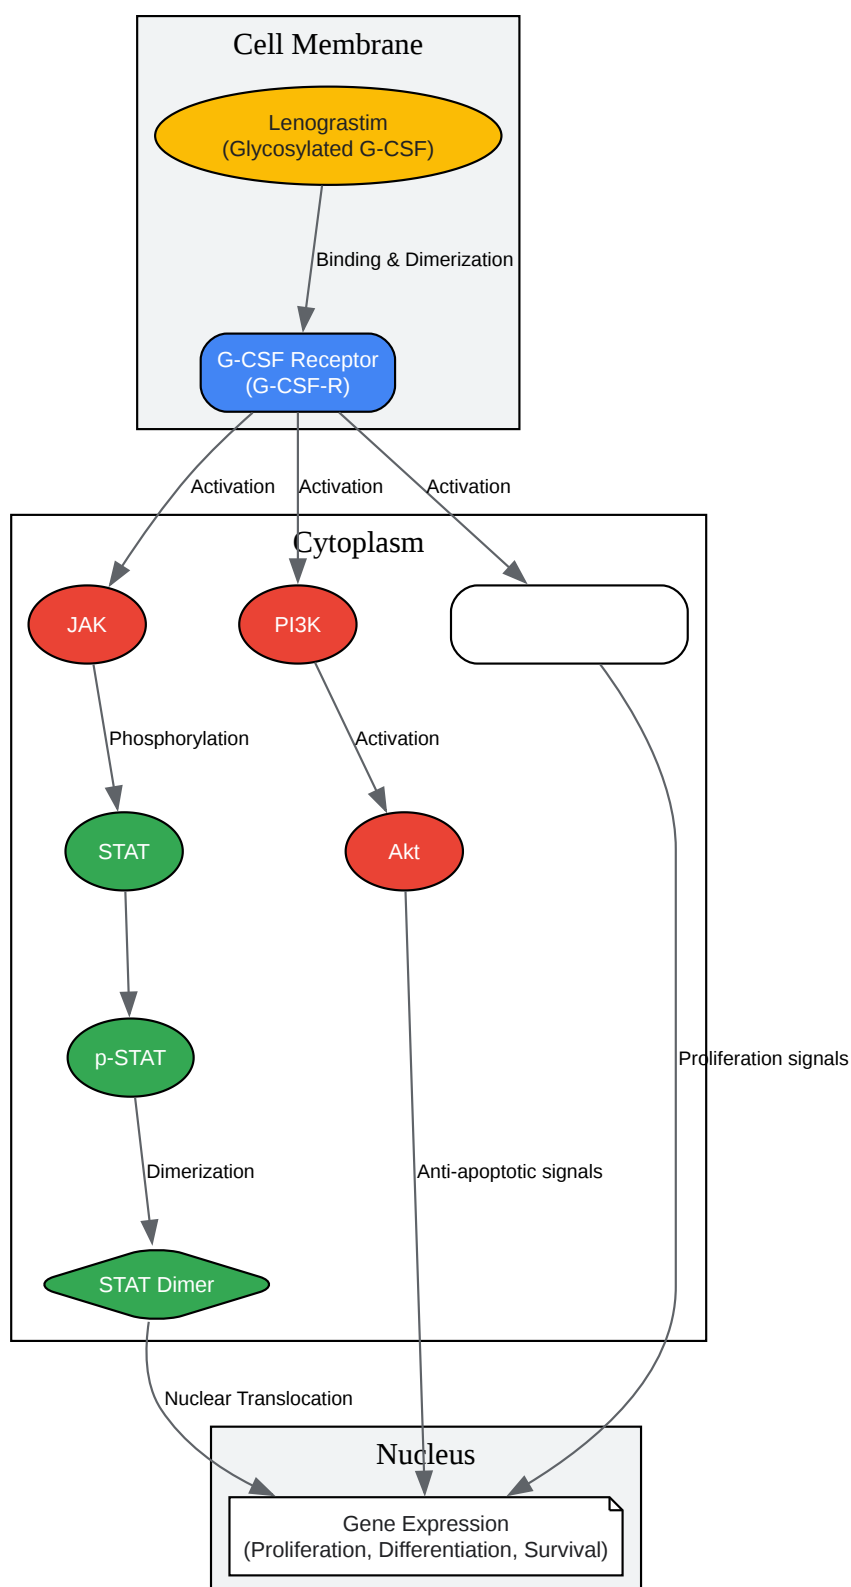 Cell Membrane
Lenograstim
(Glycosylated G-CSF)
Binding & Dimerization
G-CSF Receptor
(G-CSF-R)
Activation
Activation
Activation
Cytoplasm
JAK
PI3K
Phosphorylation
Activation
STAT
Akt
p-STAT
Proliferation signals
Dimerization
Anti-apoptotic signals
STAT Dimer
Nuclear Translocation
Nucleus
Gene Expression
(Proliferation, Differentiation, Survival)